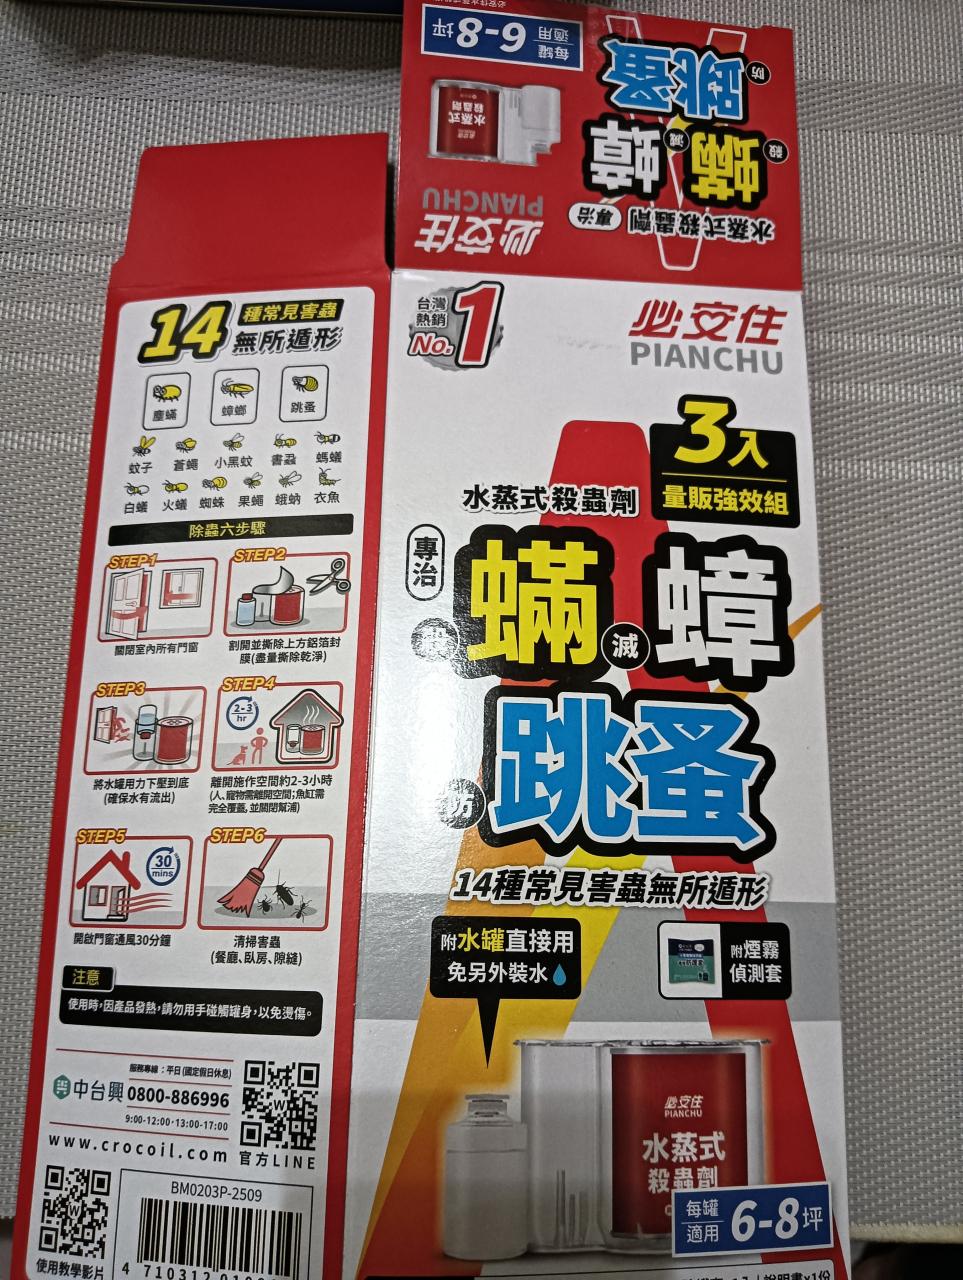 每罐
適用
6-8坪
水蒸式
殺蟲劑
必安住
PIANCHU
防
跳蚤
殺
蟎
滅
蟑
水蒸式殺蟲劑
專治
14
種常見害蟲
無所遁形
塵蟎
蟑螂
跳蚤
蚊子
蒼蠅
小黑蚊
書蝨
螞蟻
白蟻
火蟻
蜘蛛
果蠅
蛾蚋
衣魚
除蟲六步驟
STEP1
關閉室內所有門窗
STEP2
割開並撕除上方鋁箔封
膜(盡量撕除乾淨)
STEP3
將水罐用力下壓到底
(確保水有流出)
STEP4
2-3
hr
離開施作空間約2-3小時
(人、寵物需離開空間;魚缸需
完全覆蓋,並關閉幫浦)
STEP5
30
mins
開啟門窗通風30分鐘
STEP6
清掃害蟲
(餐廳、臥房、隙縫)
注意
使用時,因產品發熱,請勿用手碰觸罐身,以免燙傷。
服務專線:平日(國定假日休息)
中台興 0800-886996
9:00-12:00·13:00-17:00
www.crocoil.com
官方LINE
使用教學影片
BM0203P-2509
台灣
熱銷
No.1
必安住
PIANCHU
3入
量販強效組
水蒸式殺蟲劑
專治
蟎
滅
蟑
防
跳蚤
14種常見害蟲無所遁形
附水罐直接用
免另外裝水
附煙霧
偵測套
必安住
PIANCHU
水蒸式
殺蟲劑
每罐
適用
6-8坪